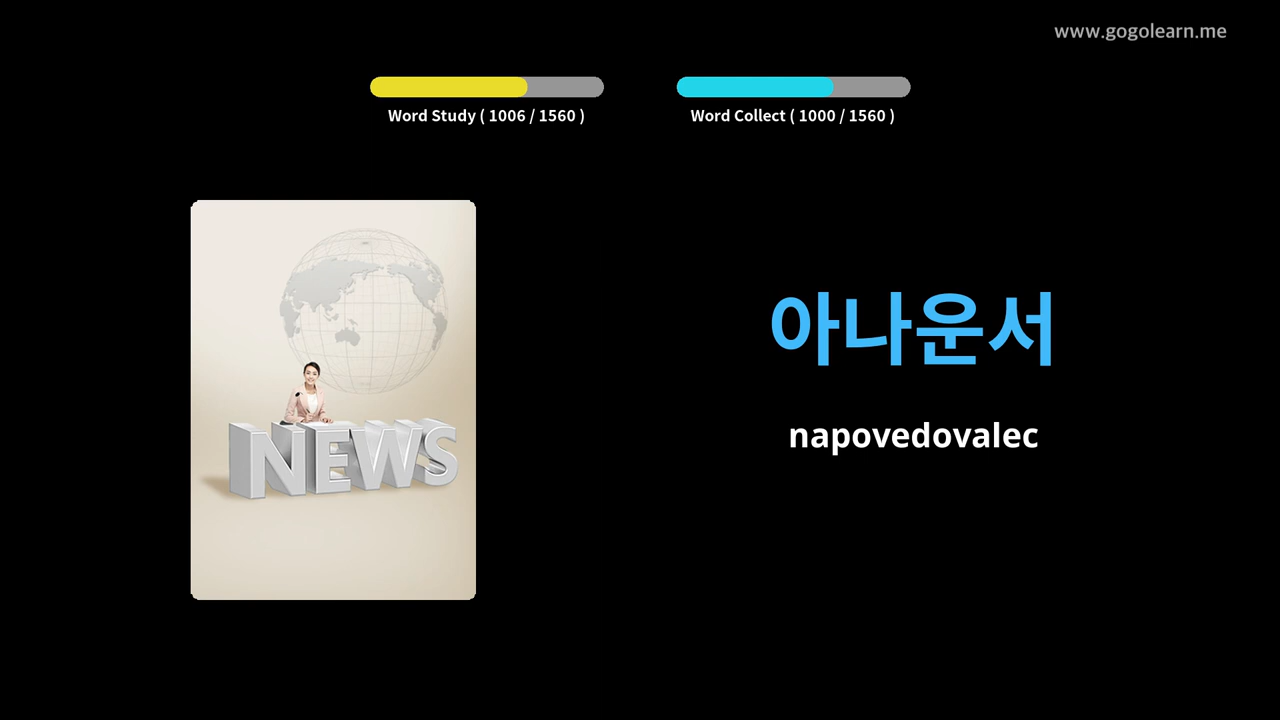 www.gogolearn.me
Word Study ( 1006 / 1560 )
Word Collect ( 1000 / 1560 )
NEWS
아나운서
napovedovalec